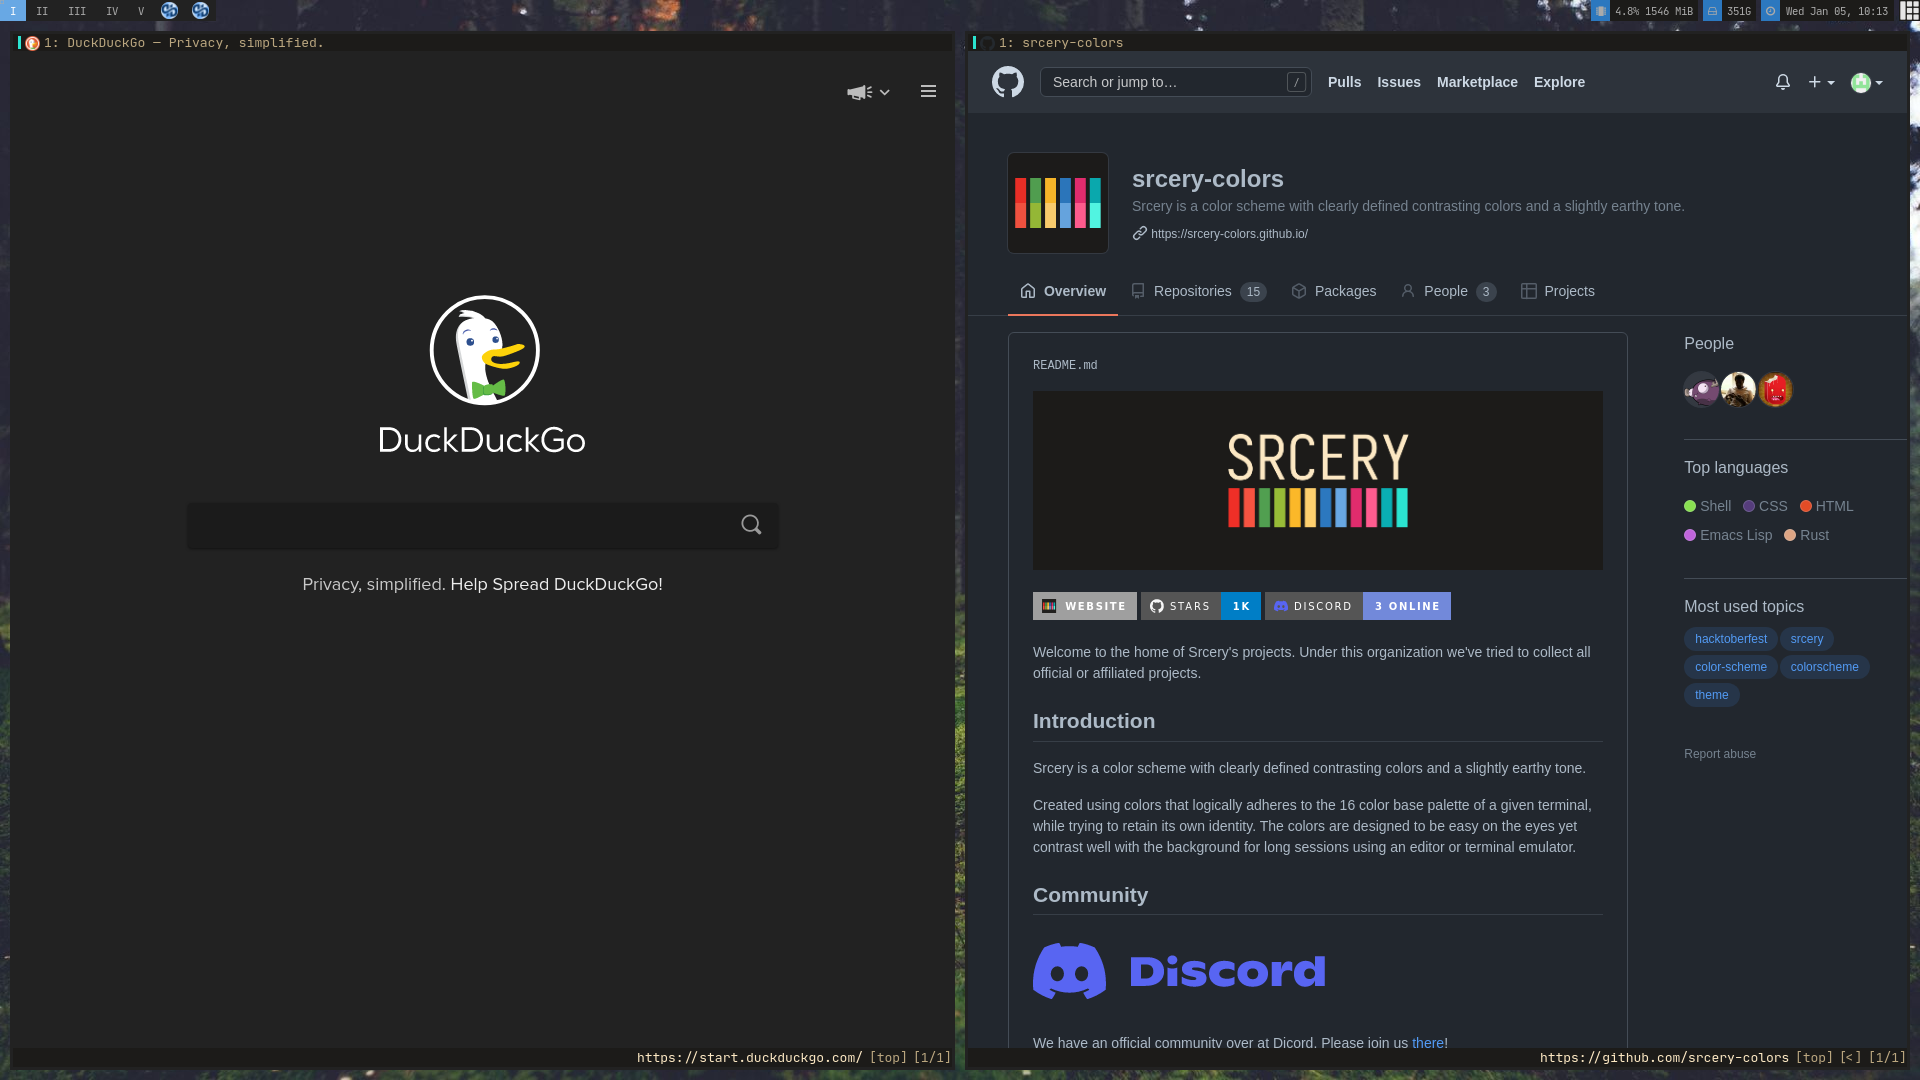 I II III IV V
4.8% 1546 MiB 351G Wed Jan 05, 10:13
1: DuckDuckGo — Privacy, simplified.
DuckDuckGo
Privacy, simplified. Help Spread DuckDuckGo!
https://start.duckduckgo.com/ [top] [1/1]
1: srcery-colors
Search or jump to… / Pulls Issues Marketplace Explore
srcery-colors
Srcery is a color scheme with clearly defined contrasting colors and a slightly earthy tone.
https://srcery-colors.github.io/
Overview Repositories 15 Packages People 3 Projects
README.md
SRCERY
WEBSITE STARS 1K DISCORD 3 ONLINE
Welcome to the home of Srcery's projects. Under this organization we've tried to collect all
official or affiliated projects.
Introduction
Srcery is a color scheme with clearly defined contrasting colors and a slightly earthy tone.
Created using colors that logically adheres to the 16 color base palette of a given terminal,
while trying to retain its own identity. The colors are designed to be easy on the eyes yet
contrast well with the background for long sessions using an editor or terminal emulator.
Community
Discord
We have an official community over at Dicord. Please join us there!
People
Top languages
Shell CSS HTML
Emacs Lisp Rust
Most used topics
hacktoberfest srcery
color-scheme colorscheme
theme
Report abuse
https://github.com/srcery-colors [top] [<] [1/1]